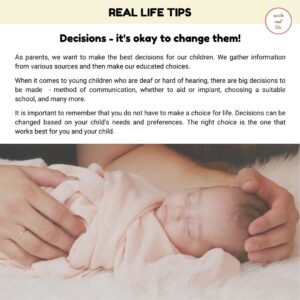 REAL LIFE TIPS
Decisions - it's okay to change them!
As parents, we want to make the best decisions for our children. We gather information
from various sources and then make our educated choices.
When it comes to young children who are deaf or hard of hearing, there are big decisions to
be made - method of communication, whether to aid or implant, choosing a suitable
school, and many more.
It is important to remember that you do not have to make a choice for life. Decisions can be
changed based on your child's needs and preferences. The right choice is the one that
works best for you and your child.